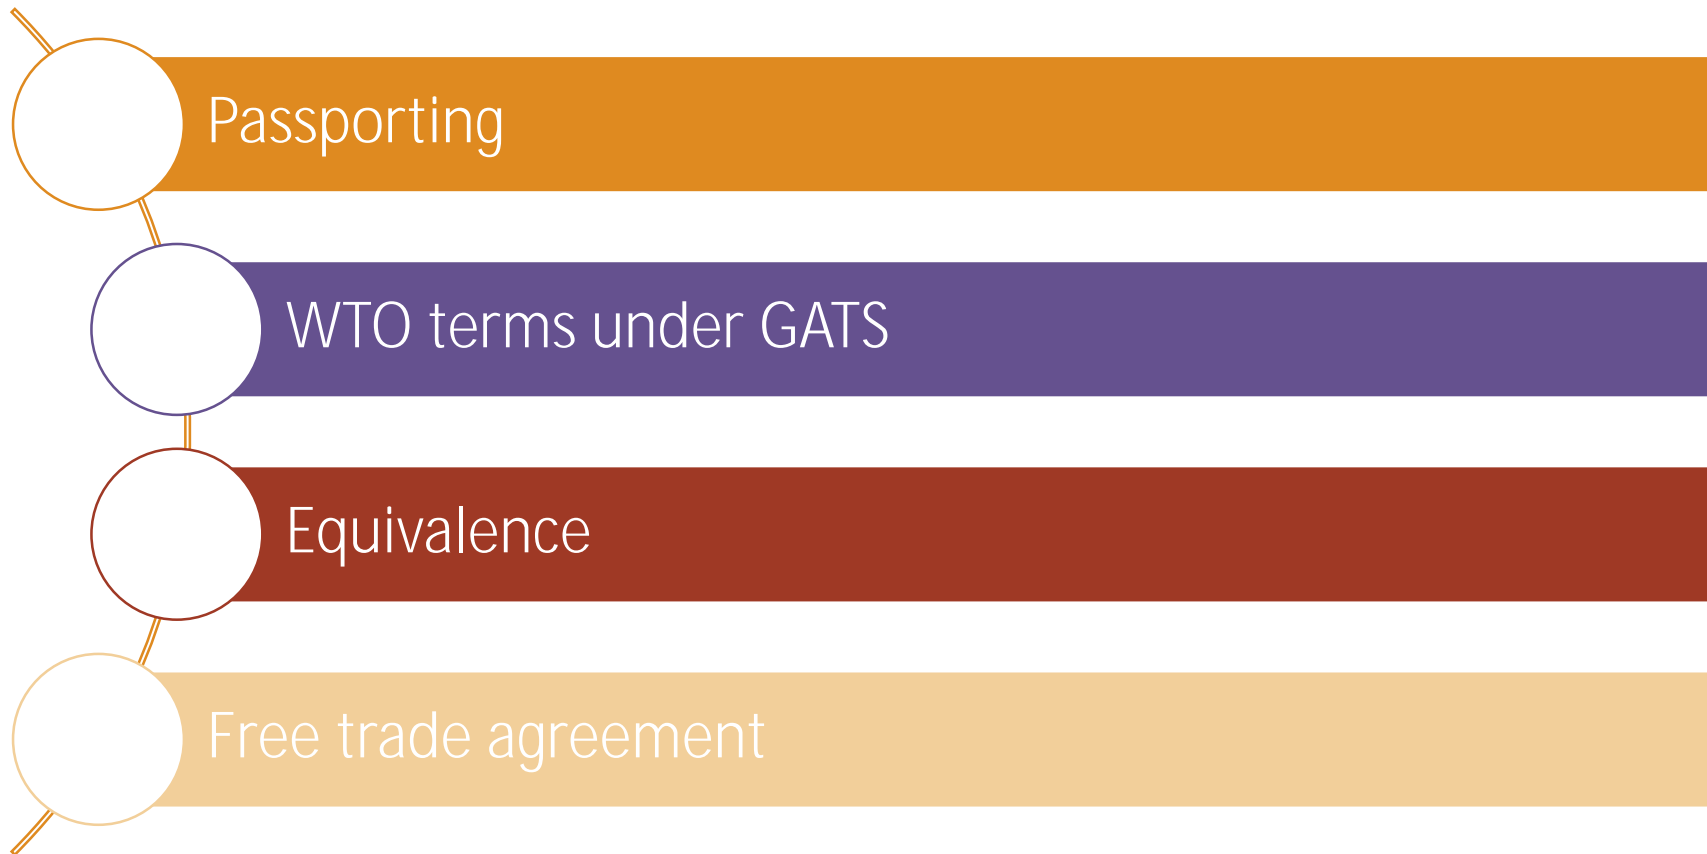 Passporting
WTO terms under GATS
Equivalence
Free trade agreement